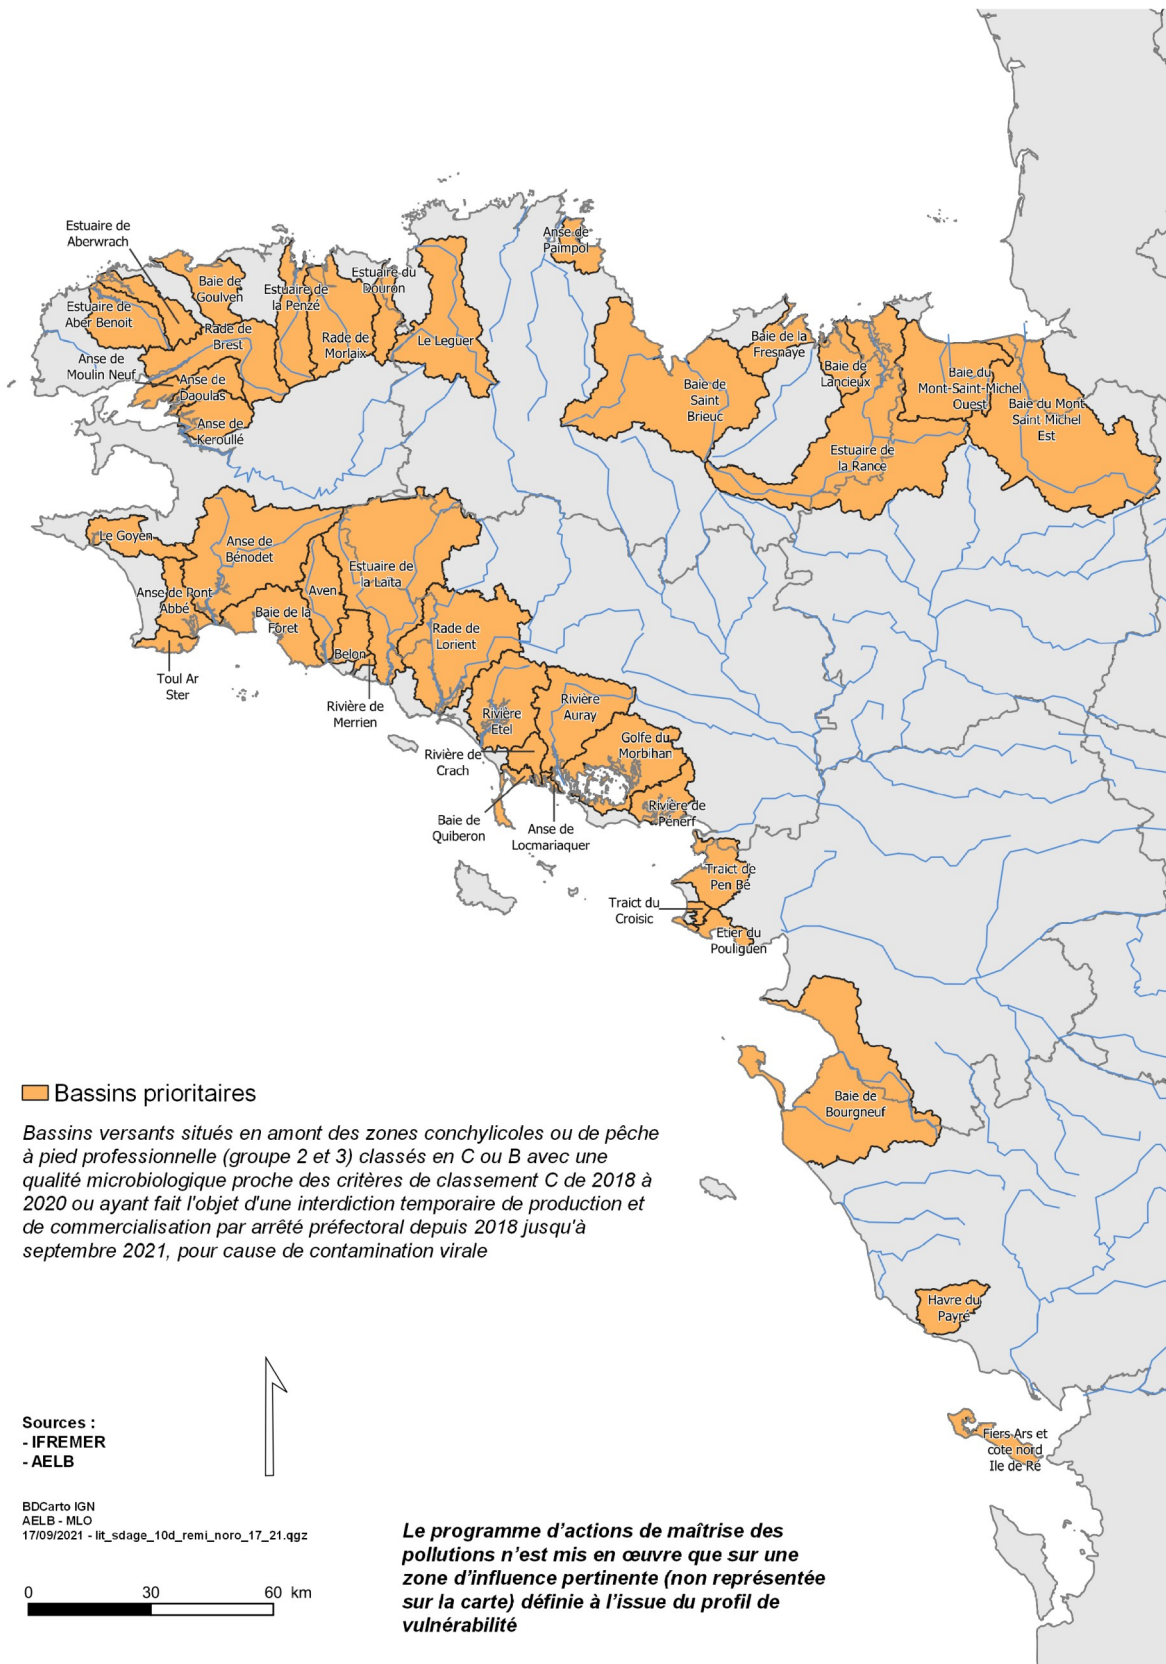 Estuaire de
Aberwrach
Anse de
Paimpol
Baie de
Goulven
Estuaire de
la Penzé
Estuaire du
Douron
Estuaire de
Aber Benoit
Rade de
Brest
Rade de
Morlaix
Le Leguer
Baie de la
Fresnaye
Anse de
Moulin Neuf
Anse de
Daoulas
Baie de
Saint
Brieuc
Baie de
Lancieux
Baie du
Mont-Saint-Michel
Ouest
Baie du Mont
Saint Michel
Est
Anse de
Keroullé
Estuaire de
la Rance
Le Goyen
Anse de
Bénodet
Estuaire de
la Laïta
Anse de Pont
Abbé
Aven
Baie de la
Fôret
Rade de
Lorient
Belon
Toul Ar
Ster
Rivière de
Merrien
Rivière
Etel
Rivière
Auray
Golfe du
Morbihan
Rivière de
Crach
Rivière de
Pénerf
Baie de
Quiberon
Anse de
Locmariaquer
Traict de
Pen Bé
Traict du
Croisic
Etier du
Pouliguen
Baie de
Bourgneuf
Bassins prioritaires
Bassins versants situés en amont des zones conchylicoles ou de pêche
à pied professionnelle (groupe 2 et 3) classés en C ou B avec une
qualité microbiologique proche des critères de classement C de 2018 à
2020 ou ayant fait l'objet d'une interdiction temporaire de production et
de commercialisation par arrêté préfectoral depuis 2018 jusqu'à
septembre 2021, pour cause de contamination virale
Havre du
Payré
Fiers Ars et
cote nord
Ile de Ré
Sources :
- IFREMER
- AELB
BDCarto IGN
AELB - MLO
17/09/2021 - lit_sdage_10d_remi_noro_17_21.qgz
0 30 60 km
Le programme d’actions de maîtrise des
pollutions n’est mis en œuvre que sur une
zone d’influence pertinente (non représentée
sur la carte) définie à l’issue du profil de
vulnérabilité